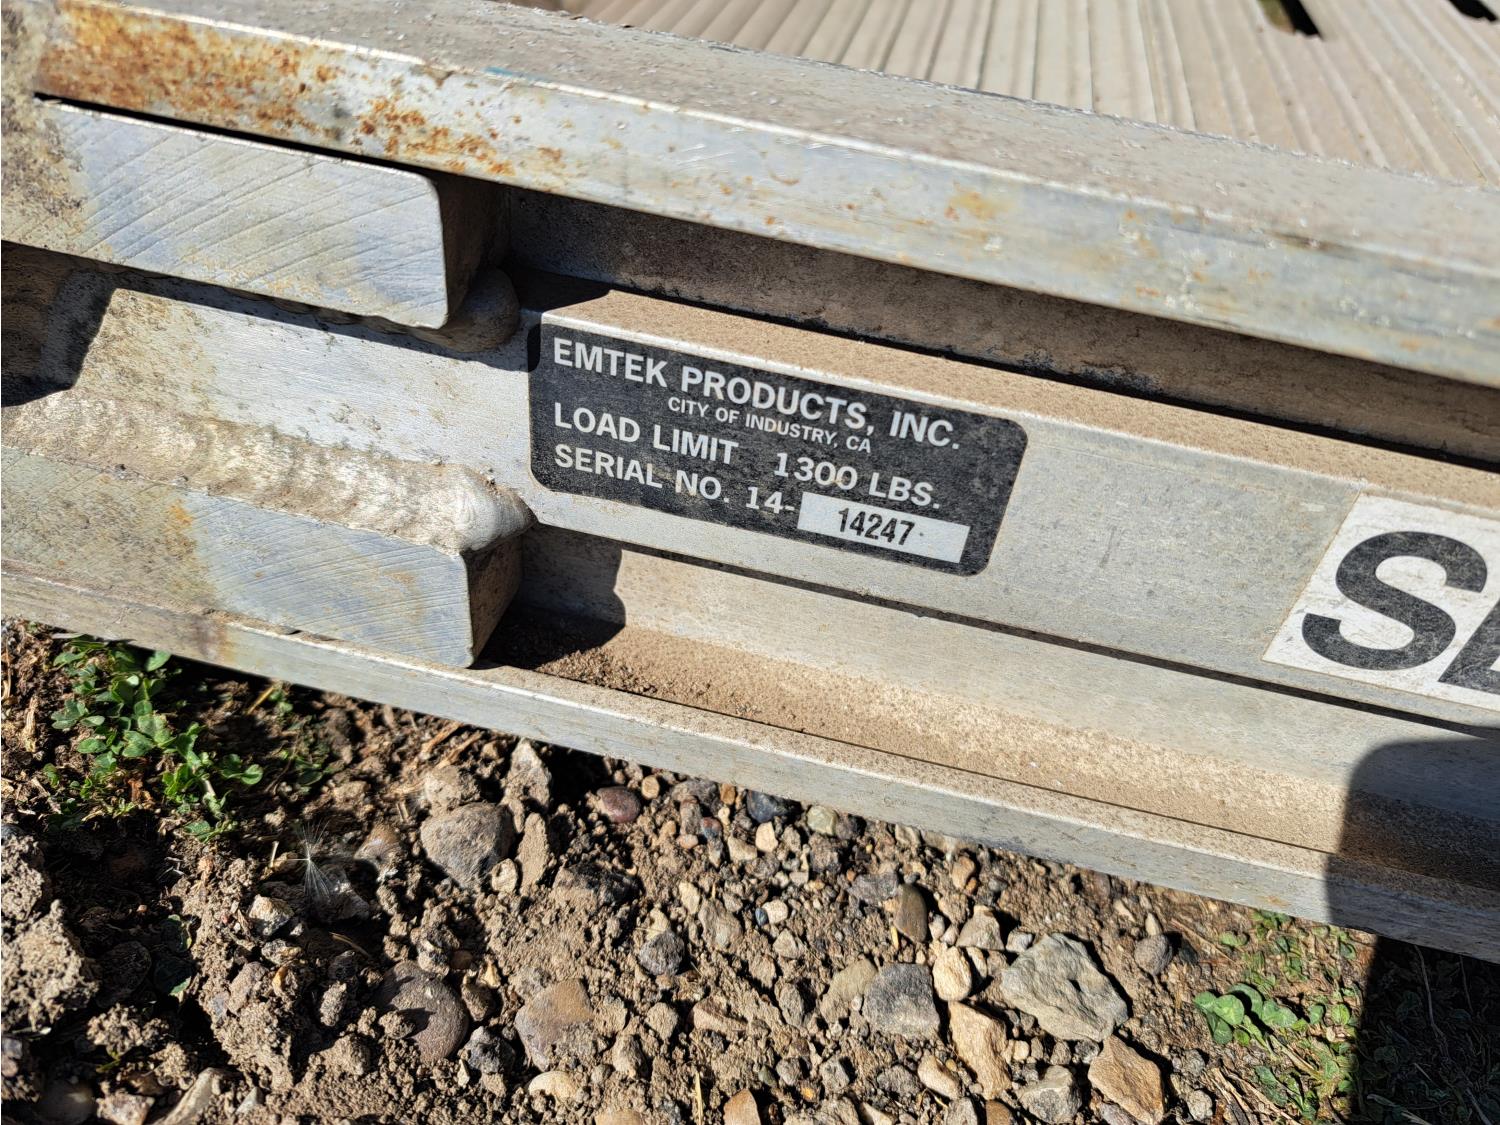 EMTEK PRODUCTS, INC.
CITY OF INDUSTRY, CA
LOAD LIMIT 1300 LBS.
SERIAL NO. 14-14247